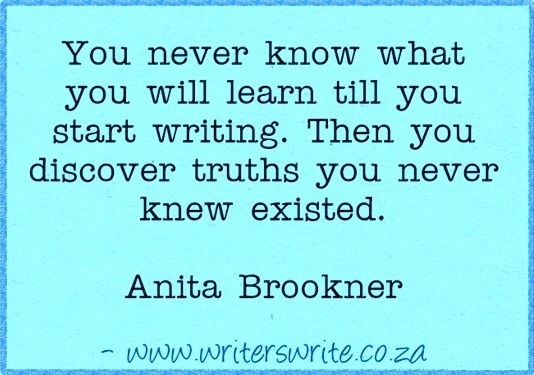 You never know what
you will learn till you
start writing. Then you
discover truths you never
knew existed.
Anita Brookner
- www.writerswrite.co.za